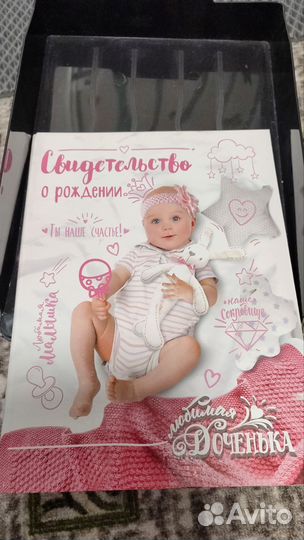 Свидетельство
о рождении
Ты наше счастье!
Любимая
малышка
наше
Сокровище
любимая
Доченька
Avito